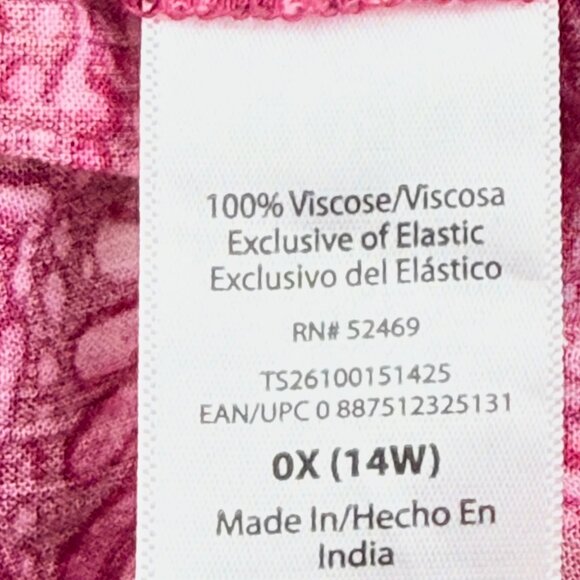 100% Viscose/Viscosa
Exclusive of Elastic
Exclusivo del Elástico
RN# 52469
TS26100151425
EAN/UPC 0 887512325131
0X (14W)
Made In/Hecho En
India